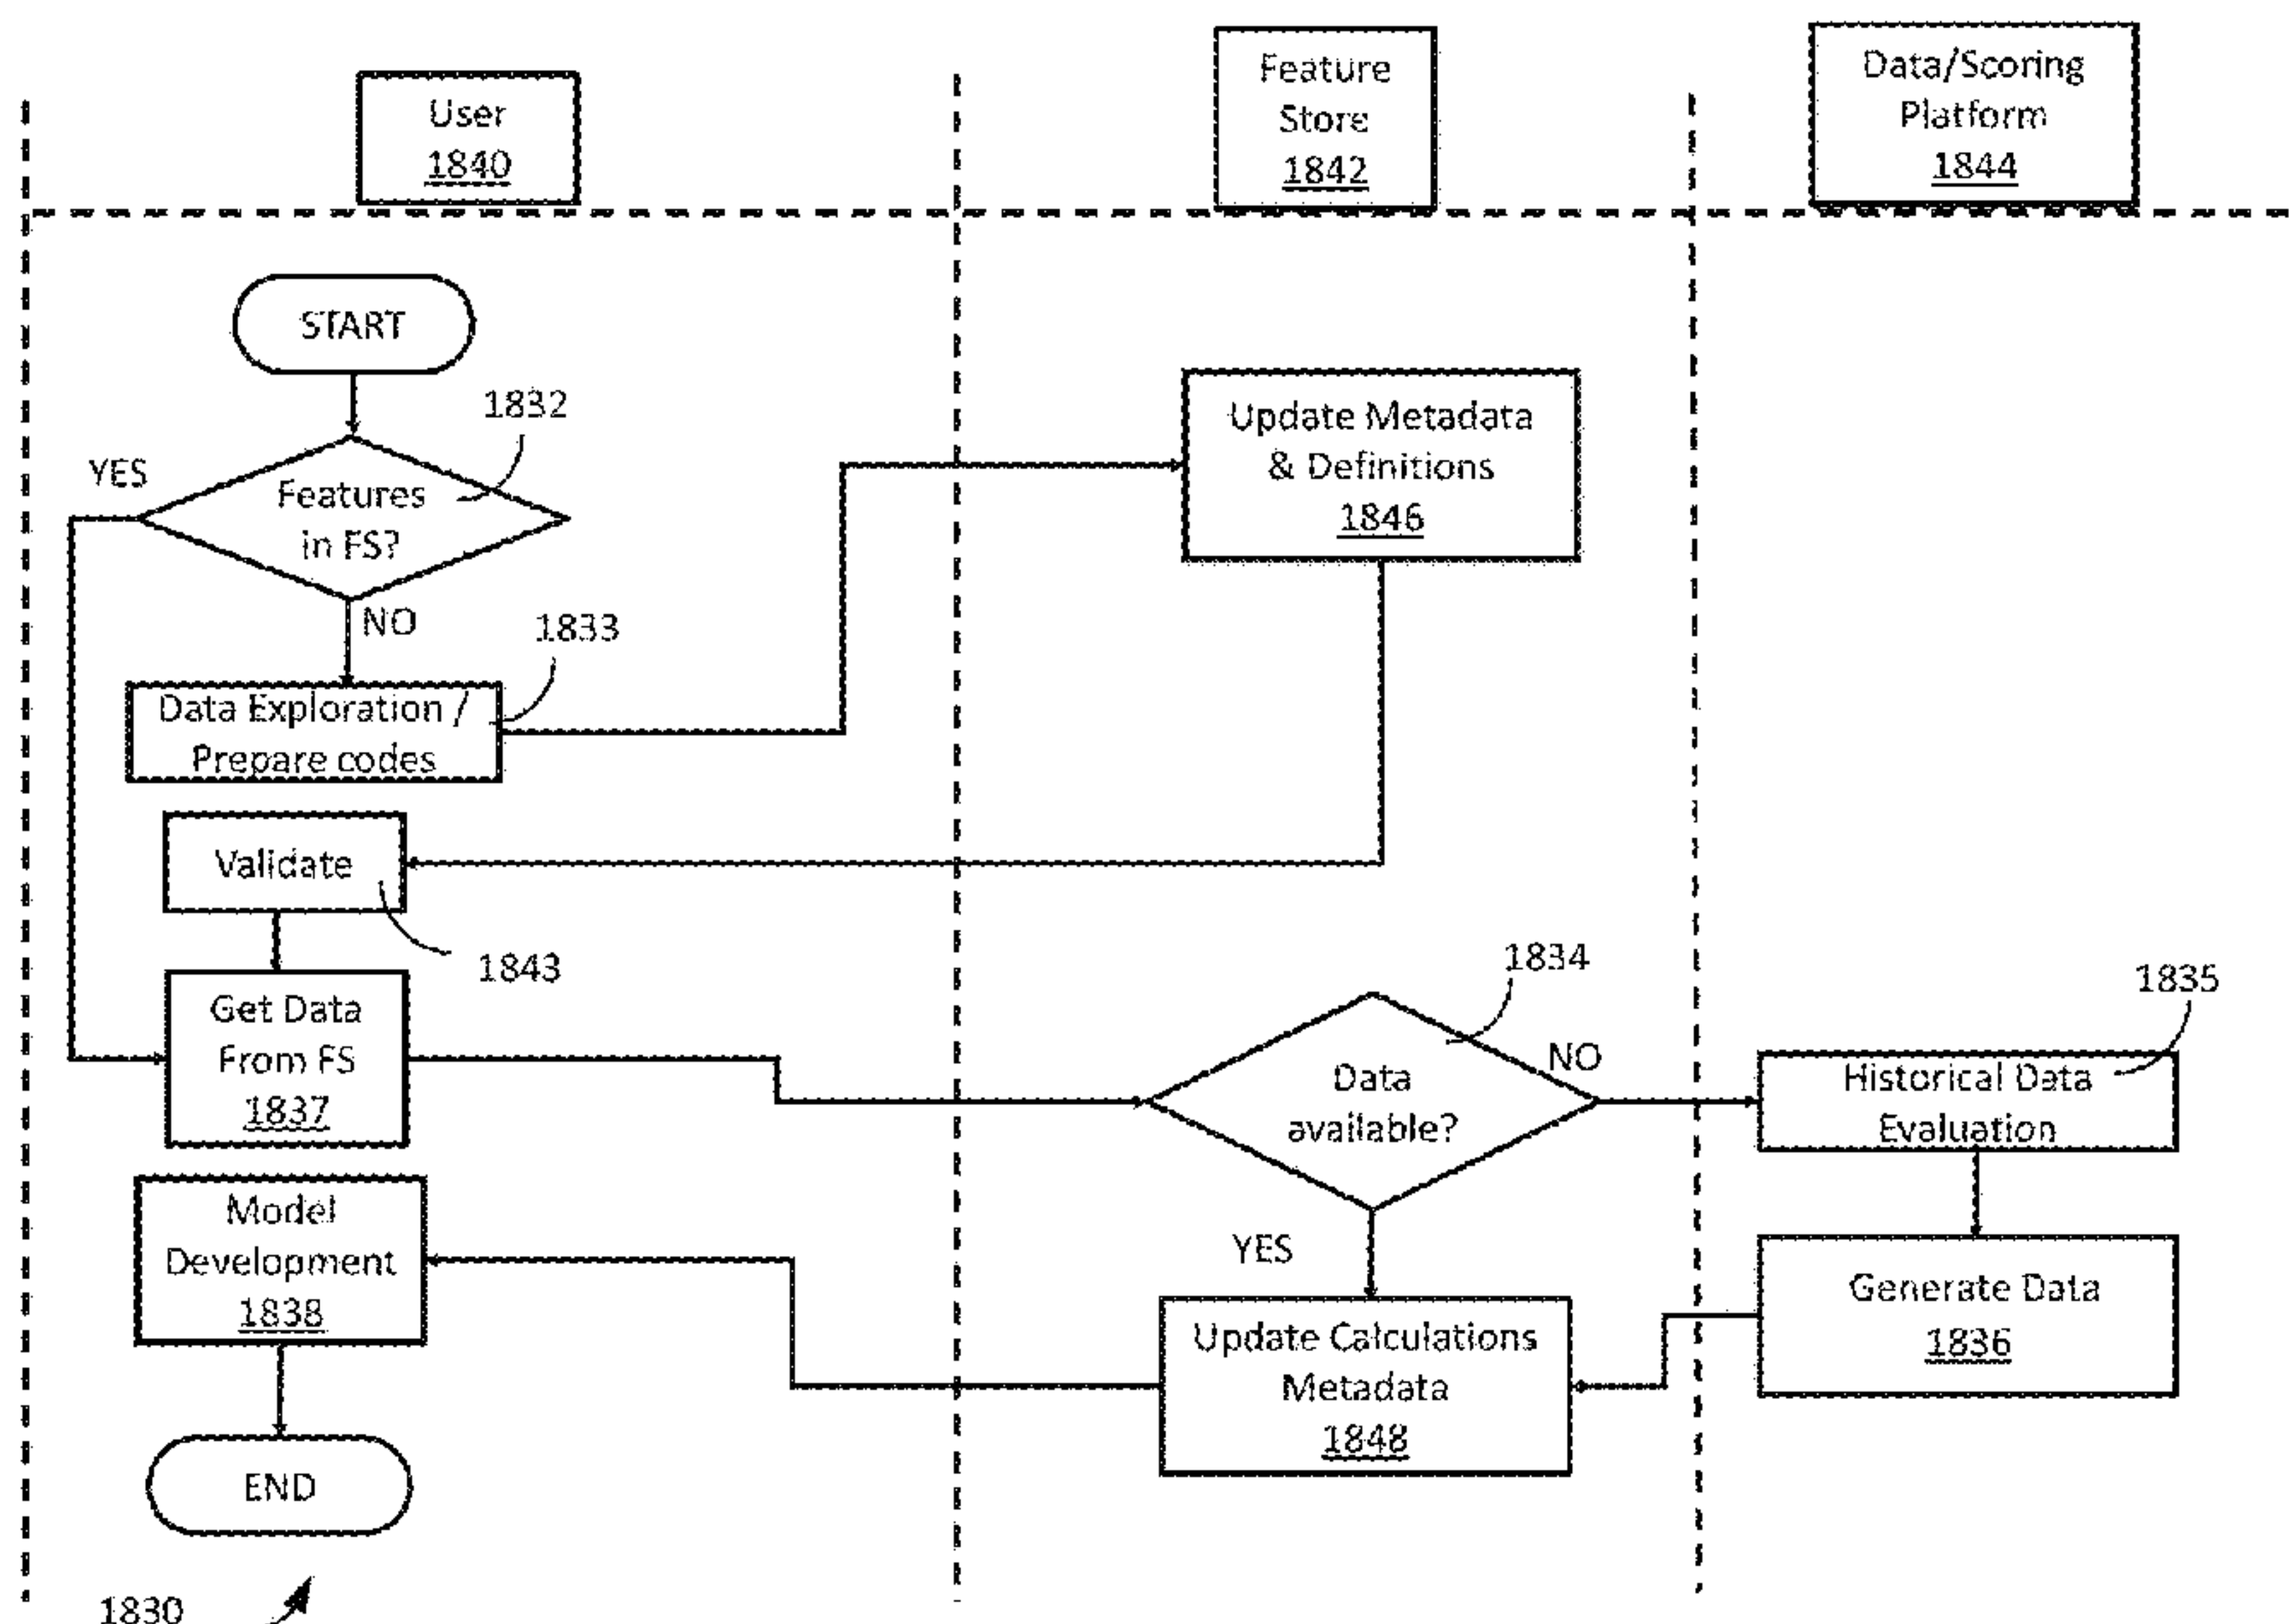 User
1840
Feature
Store
1842
Data/Scoring
Platform
1844
START
1832
YES
Features
in FS?
NO
1833
Data Exploration /
Prepare codes
Update Metadata
& Definitions
1846
Validate
1843
Get Data
From FS
1837
1834
Data
available?
NO
YES
1835
Historical Data
Evaluation
Model
Development
1838
Update Calculations
Metadata
1848
Generate Data
1836
END
1830